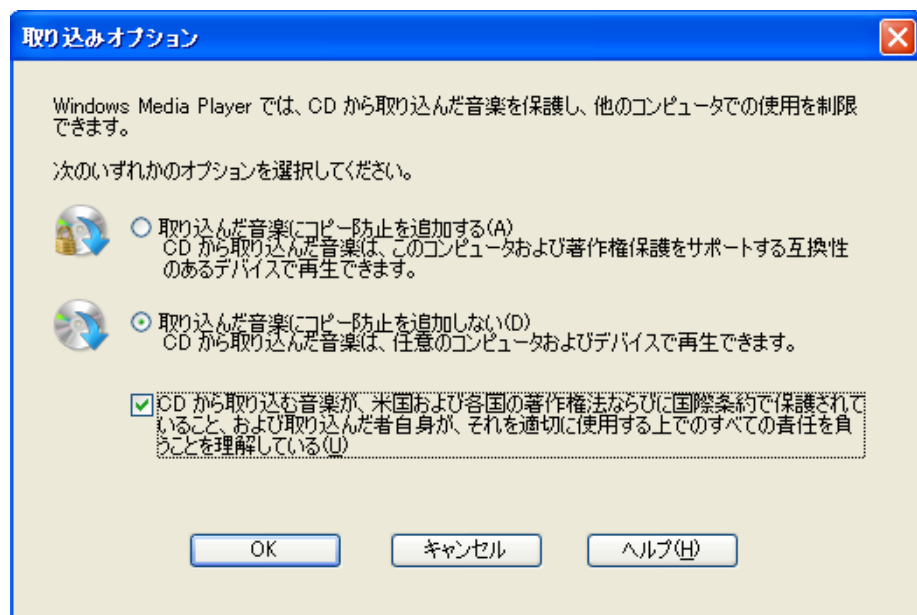 取り込みオプション
Windows Media Player では、CD から取り込んだ音楽を保護し、他のコンピュータでの使用を制限
できます。
次のいずれかのオプションを選択してください。
取り込んだ音楽にコピー防止を追加する(A)
CD から取り込んだ音楽は、このコンピュータおよび著作権保護をサポートする互換性
のあるデバイスで再生できます。
取り込んだ音楽にコピー防止を追加しない(D)
CD から取り込んだ音楽は、任意のコンピュータおよびデバイスで再生できます。
CD から取り込む音楽が、米国および各国の著作権法ならびに国際条約で保護されて
いること、および取り込んだ者自身が、それを適切に使用する上でのすべての責任を負
うことを理解している(U)
OK
キャンセル
ヘルプ(H)